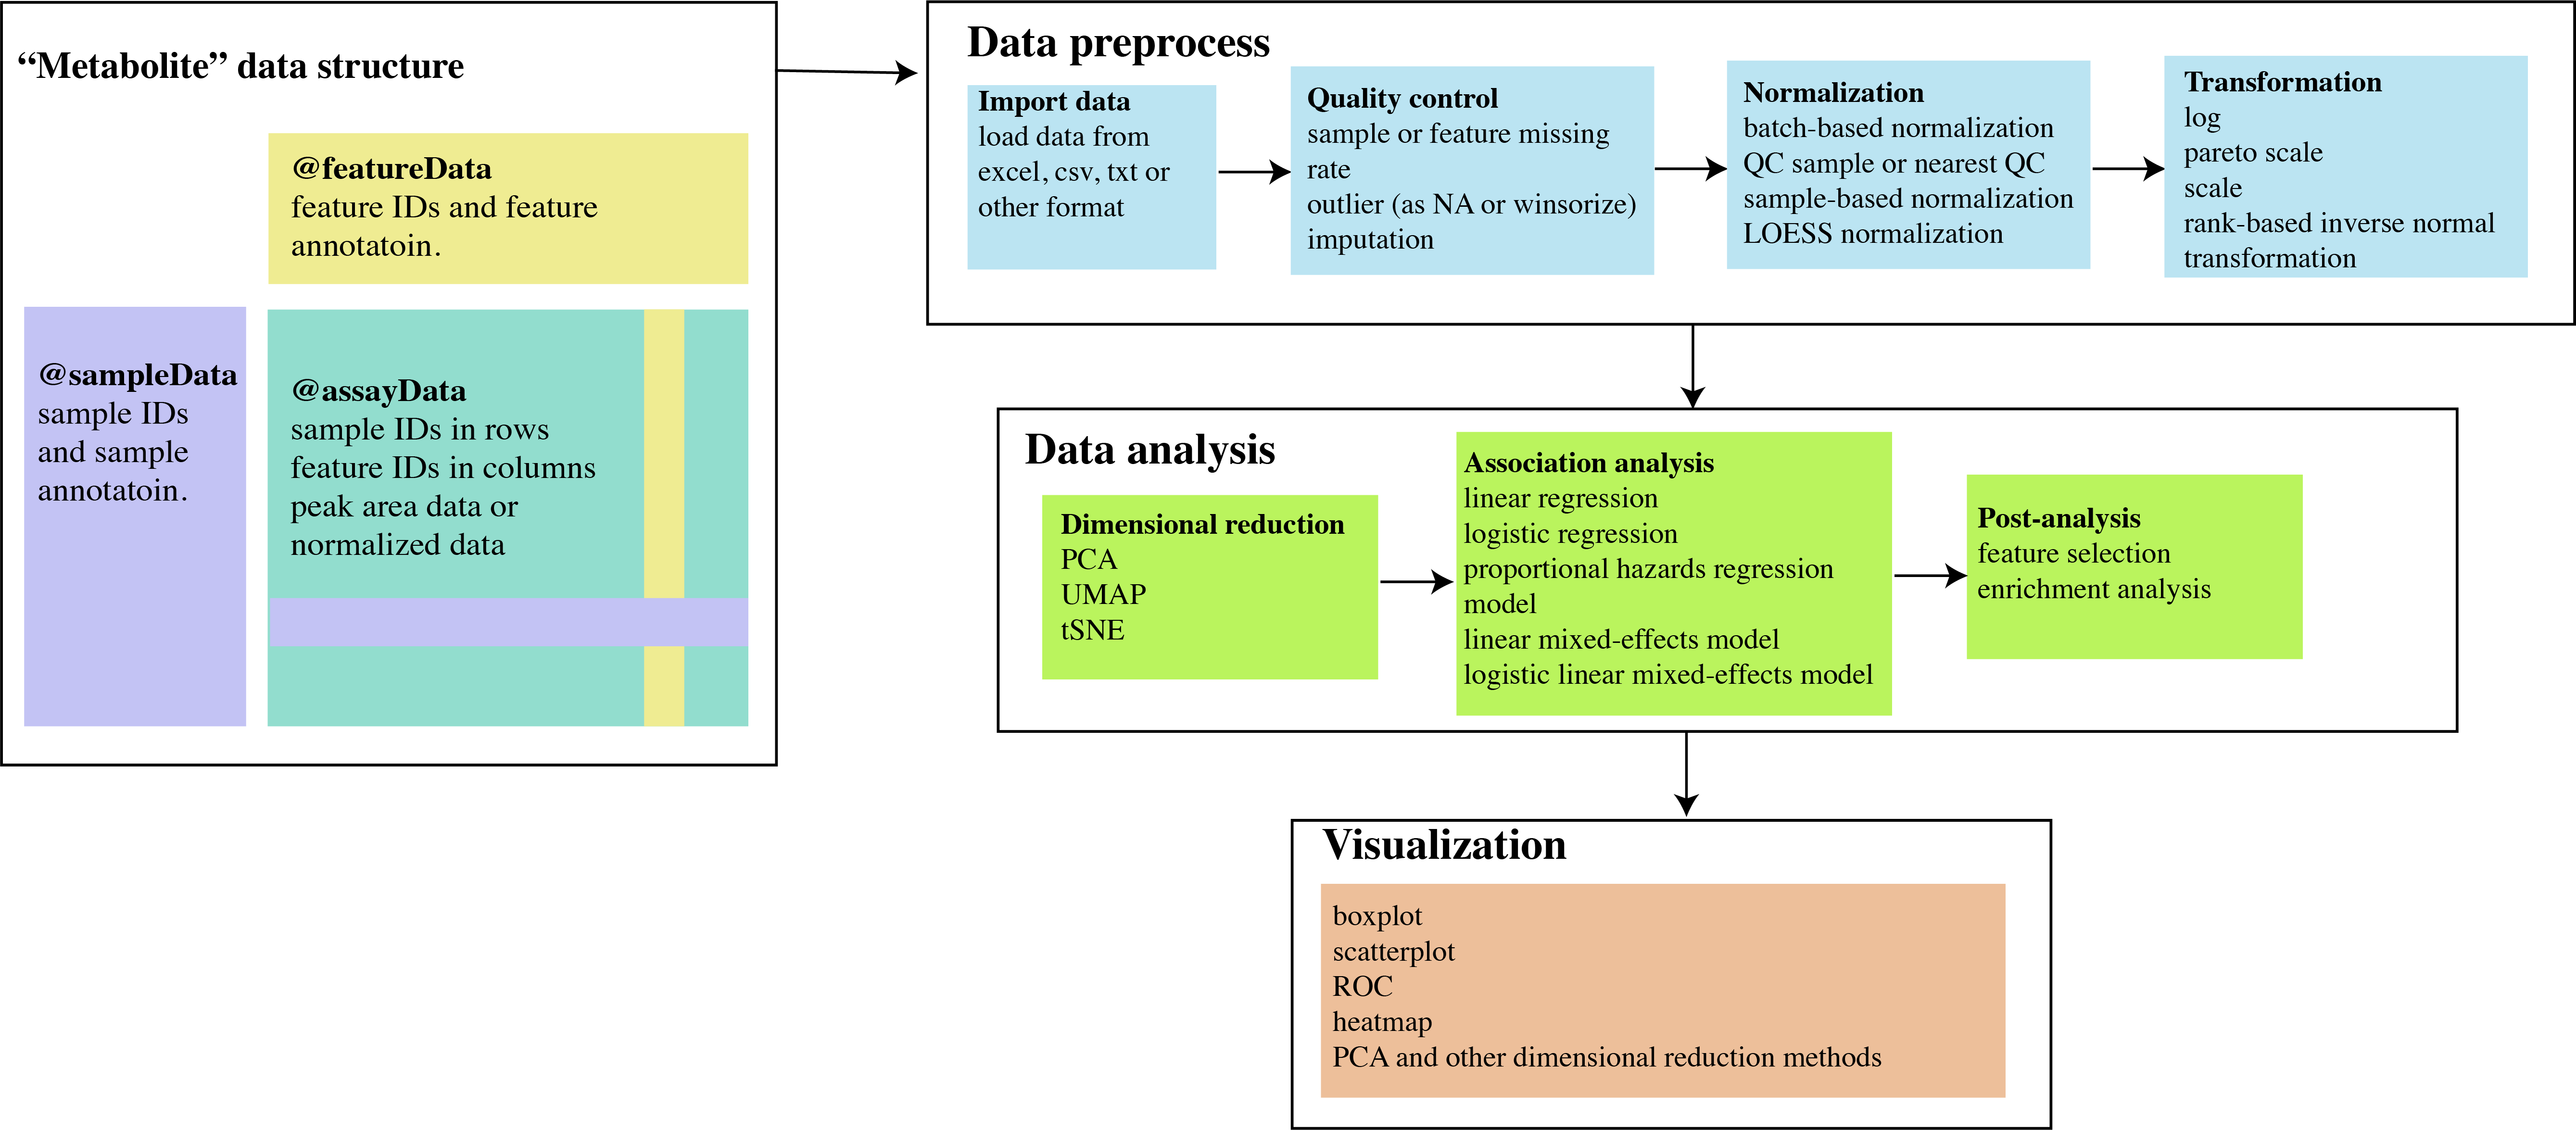 “Metabolite” data structure
@featureData
feature IDs and feature
annotatoin.
@sampleData
sample IDs
and sample
annotatoin.
@assayData
sample IDs in rows
feature IDs in columns
peak area data or
normalized data
Data preprocess
Import data
load data from
excel, csv, txt or
other format
Quality control
sample or feature missing
rate
outlier (as NA or winsorize)
imputation
Normalization
batch-based normalization
QC sample or nearest QC
sample-based normalization
LOESS normalization
Transformation
log
pareto scale
scale
rank-based inverse normal
transformation
Data analysis
Dimensional reduction
PCA
UMAP
tSNE
Association analysis
linear regression
logistic regression
proportional hazards regression
model
linear mixed-effects model
logistic linear mixed-effects model
Post-analysis
feature selection
enrichment analysis
Visualization
boxplot
scatterplot
ROC
heatmap
PCA and other dimensional reduction methods